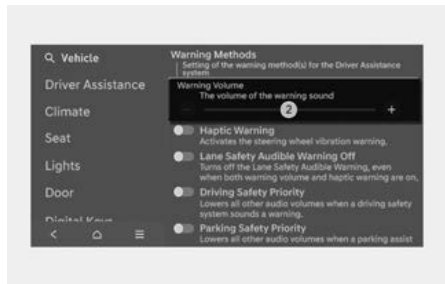 Vehicle
Driver Assistance
Climate
Seat
Lights
Door
Digital Keys
Warning Methods
Setting of the warning method(s) for the Driver Assistance
system
Warning Volume
The volume of the warning sound
2
Haptic Warning
Activates the steering wheel vibration warning.
Lane Safety Audible Warning Off
Turns off the Lane Safety Audible Warning, even
when both warning volume and haptic warning are on.
Driving Safety Priority
Lowers all other audio volumes when a driving safety
system sounds a warning.
Parking Safety Priority
Lowers all other audio volumes when a parking assist